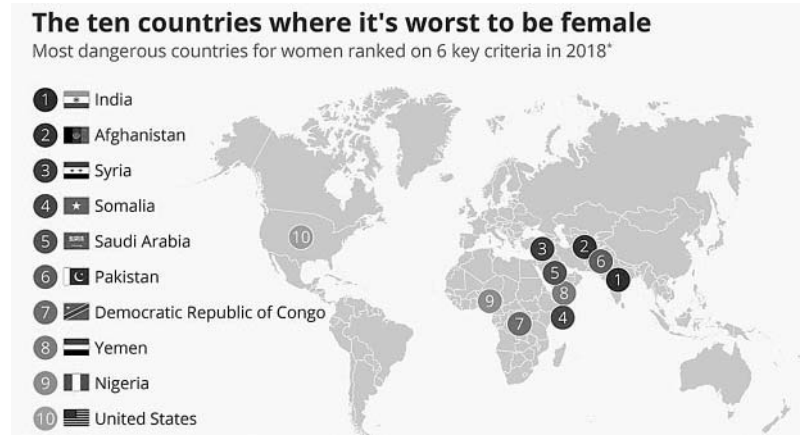 The ten countries where it's worst to be female
Most dangerous countries for women ranked on 6 key criteria in 2018*
1 India
2 Afghanistan
3 Syria
4 Somalia
5 Saudi Arabia
6 Pakistan
7 Democratic Republic of Congo
8 Yemen
9 Nigeria
10 United States
10
3
2
6
5
1
8
9
4
7